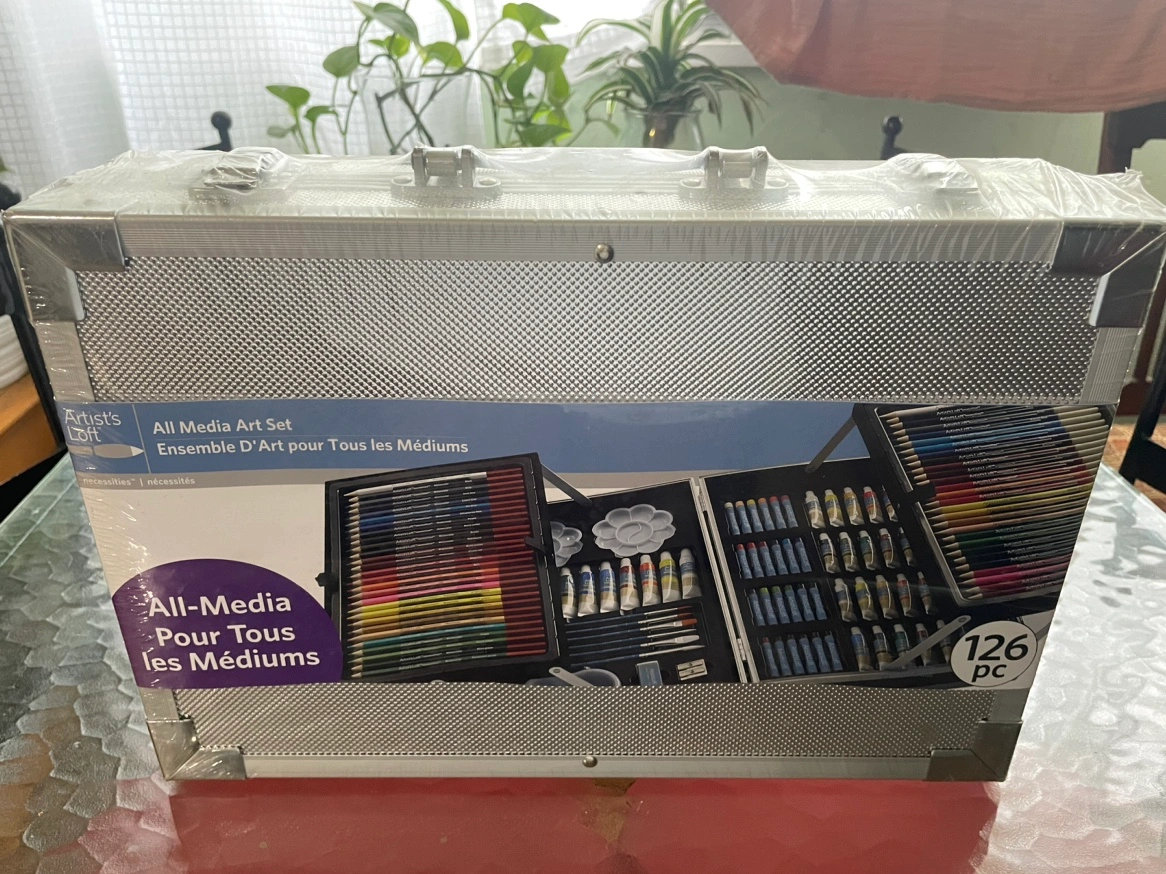 Artist's
Loft®
necessities™ | nécessités
All Media Art Set
Ensemble D'Art pour Tous les Médiums
All-Media
Pour Tous
les Médiums
126
pc